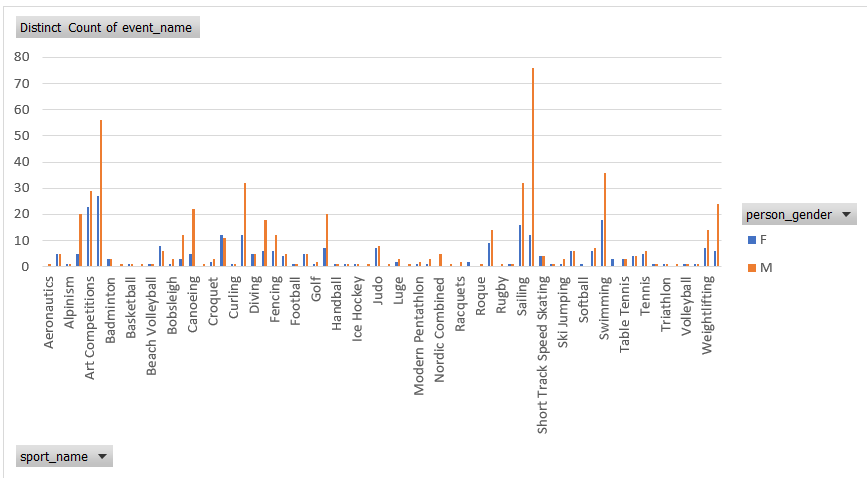 Distinct Count of event_name
80
70
60
50
40
30
20
10
0
Aeronautics
Alpinism
Art Competitions
Badminton
Basketball
Beach Volleyball
Bobsleigh
Canoeing
Croquet
Curling
Diving
Fencing
Football
Golf
Handball
Ice Hockey
Judo
Luge
Modern Pentathlon
Nordic Combined
Racquets
Roque
Rugby
Sailing
Short Track Speed Skating
Ski Jumping
Softball
Swimming
Table Tennis
Tennis
Triathlon
Volleyball
Weightlifting
person_gender
F
M
sport_name